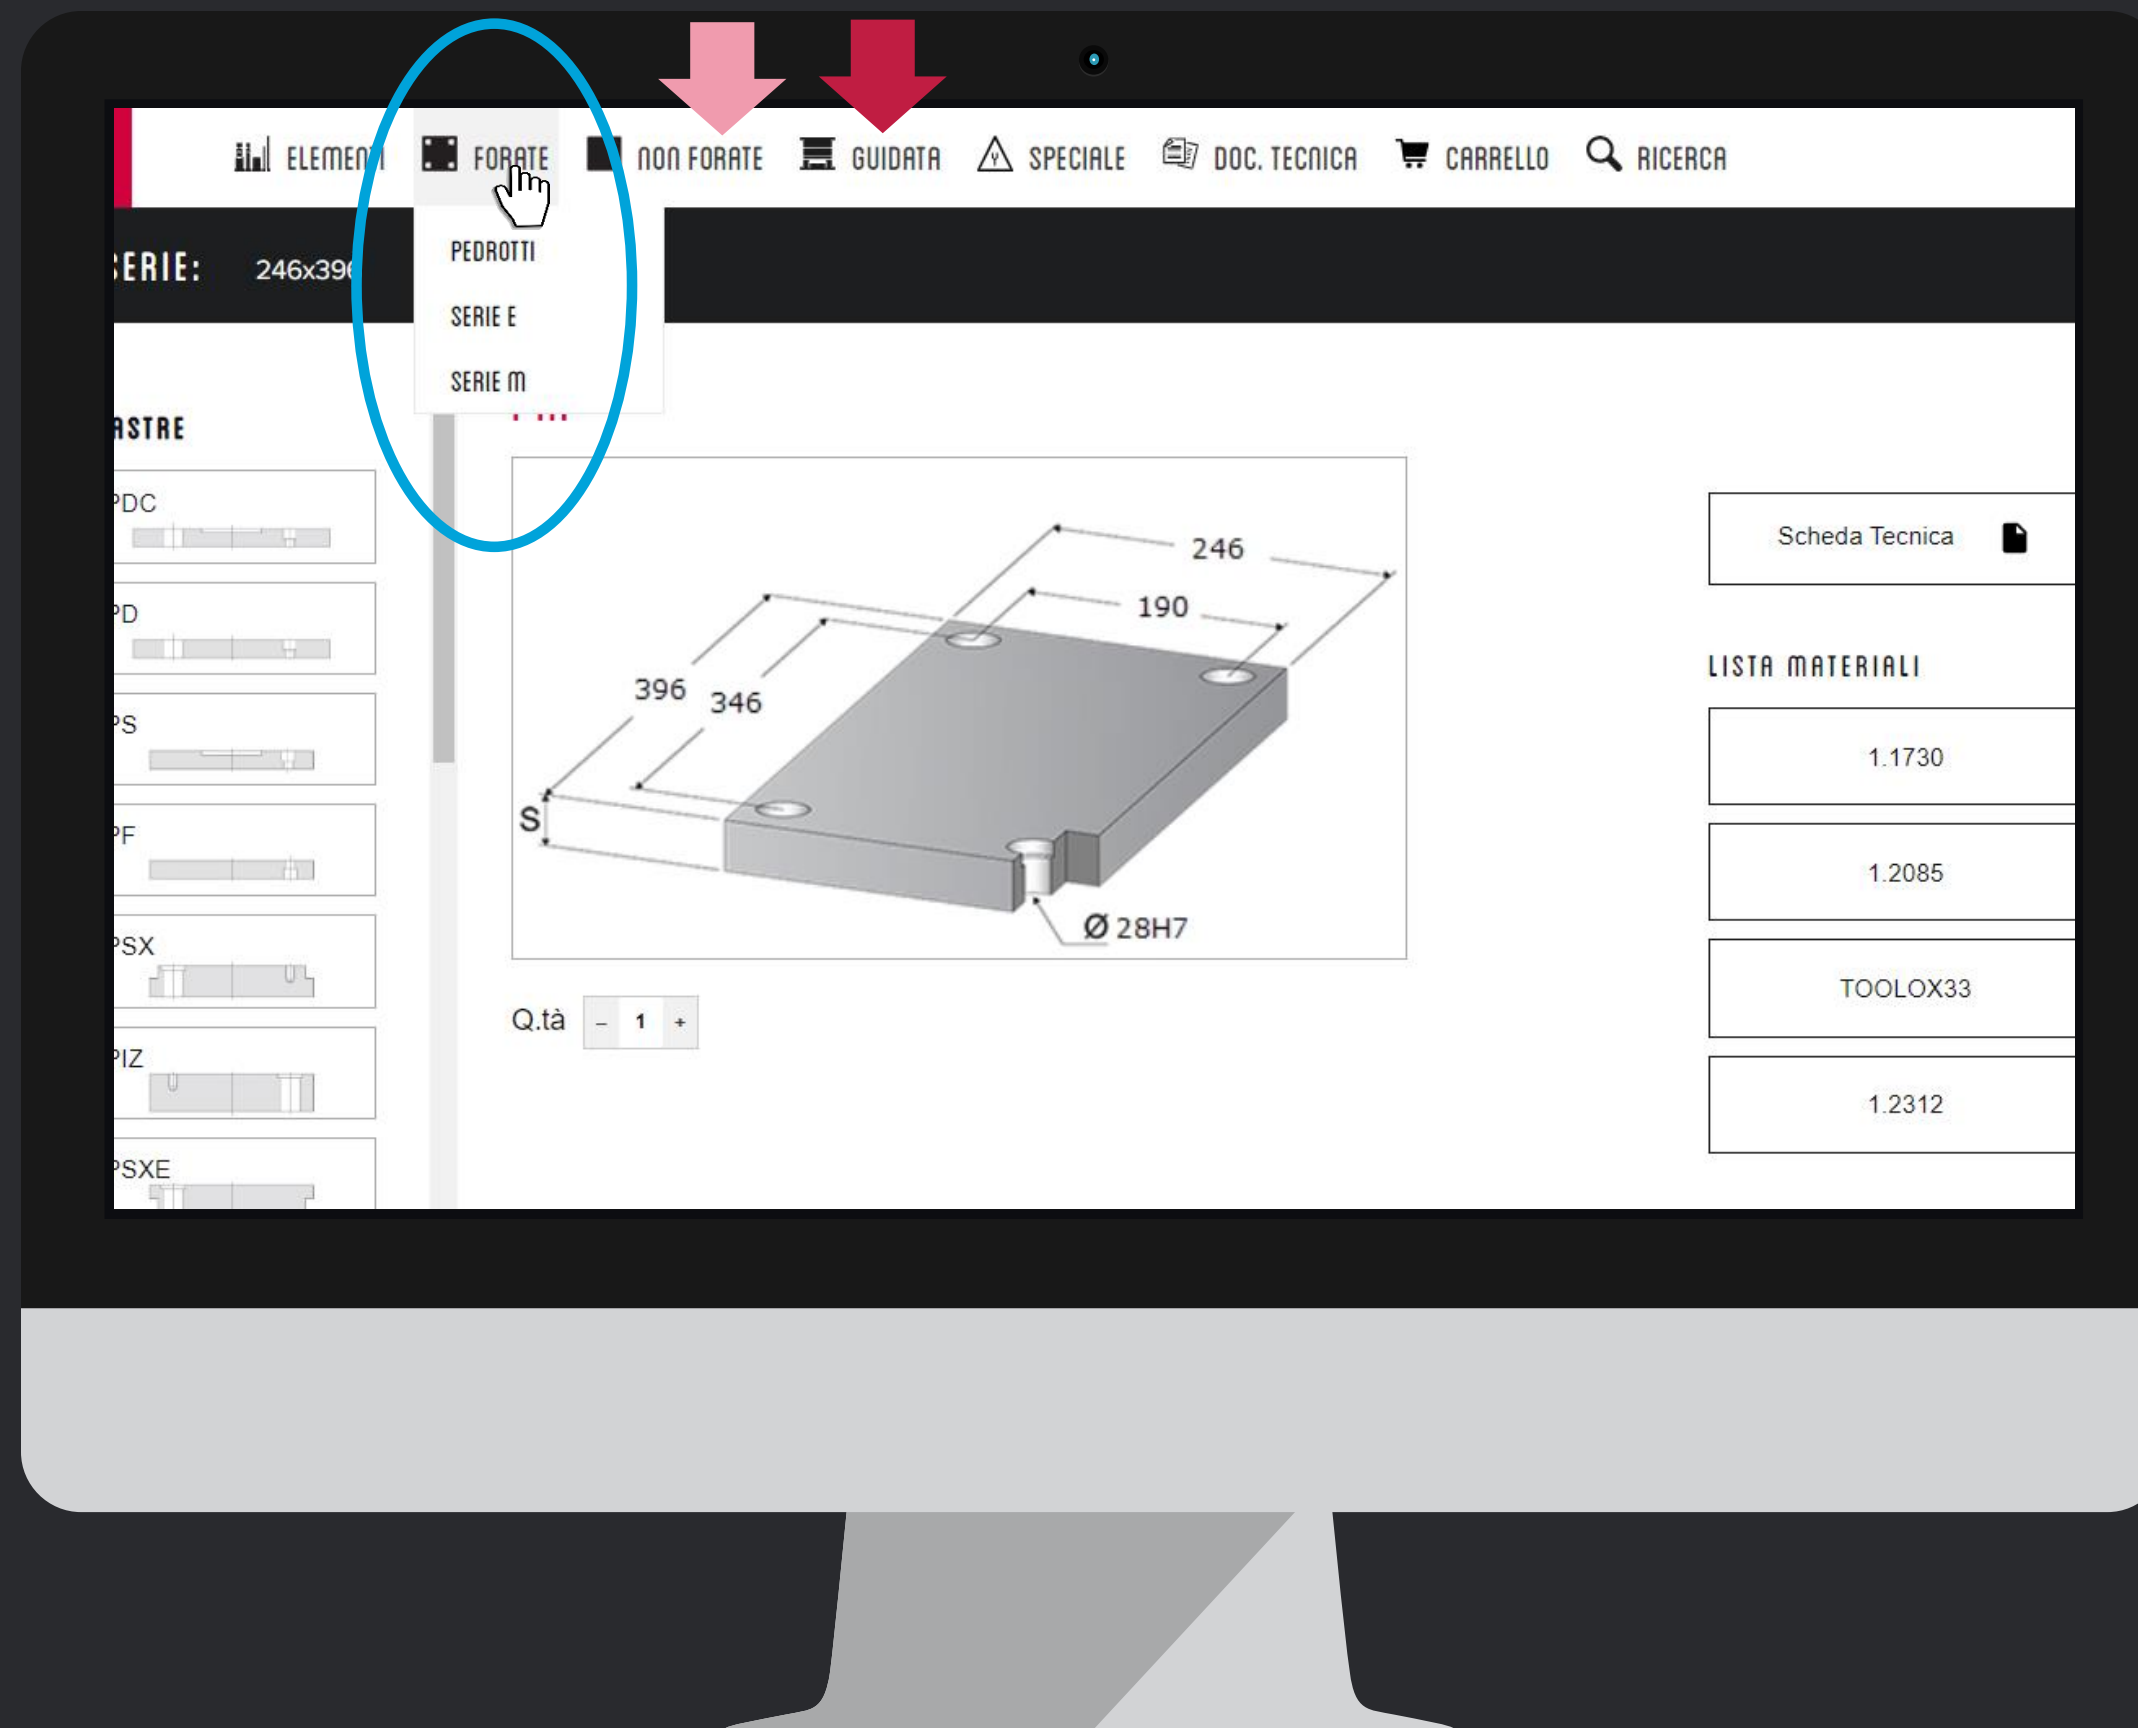 ELEMENTI FORATE NON FORATE GUIDATA SPECIALE DOC. TECNICA CARRELLO RICERCA
SERIE: 246x396
PEDROTTI
SERIE E
SERIE M
ASTRE
PDC
PD
PS
PF
PSX
PIZ
PSXE
246
190
396
346
S
Ø 28H7
Q.tà - 1 +
Scheda Tecnica
LISTA MATERIALI
1.1730
1.2085
TOOLOX33
1.2312